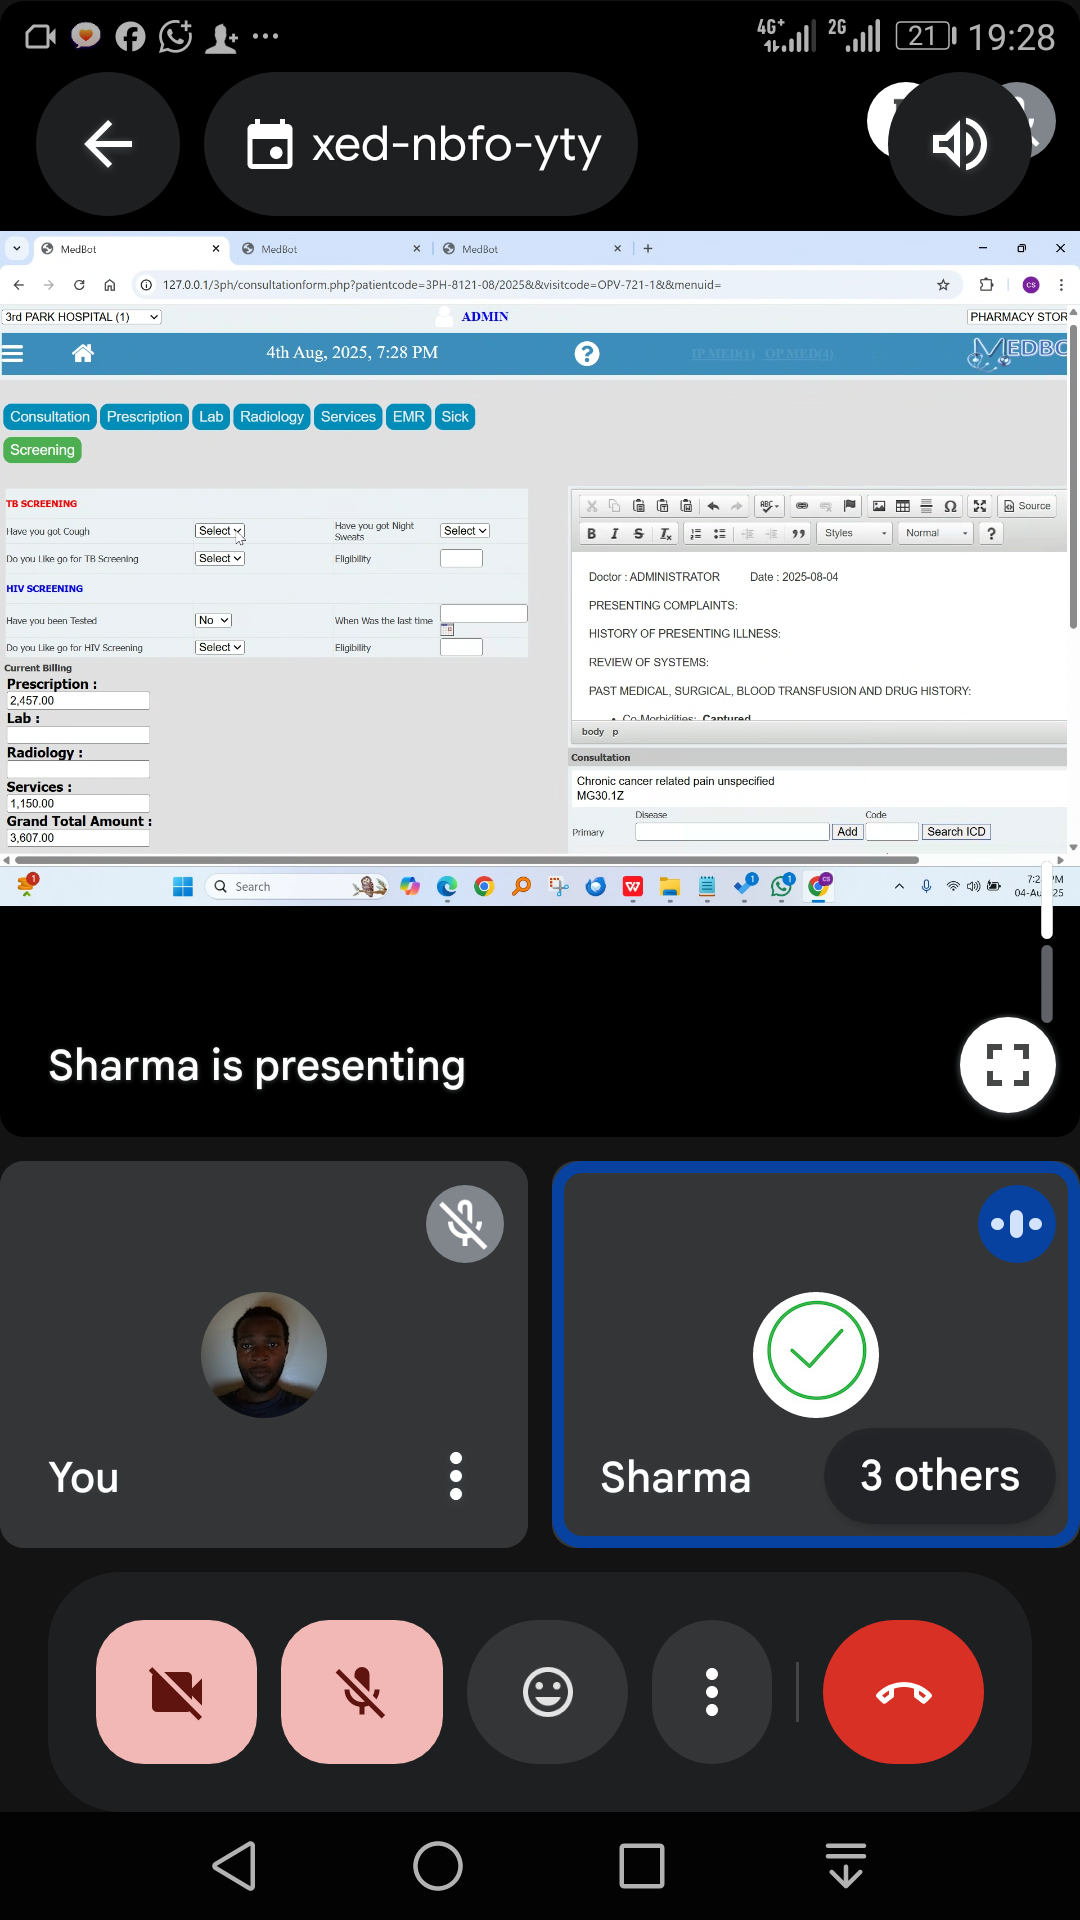 4G+ 2G 21 19:28
xed-nbfo-yty
MedBot MedBot MedBot
127.0.0.1/3ph/consultationform.php?patientcode=3PH-8121-08/2025&&visitcode=OPV-721-1&&menuid=
CS
3rd PARK HOSPITAL (1) ADMIN PHARMACY STOR
4th Aug, 2025, 7:28 PM IP MED(1) OP MED(4) MEDBO
Consultation Prescription Lab Radiology Services EMR Sick
Screening
TB SCREENING
Have you got Cough Select Have you got Night Sweats Select
Do you Like go for TB Screening Select Eligibility
HIV SCREENING
Have you been Tested No When Was the last time
Do you Like go for HIV Screening Select Eligibility
Current Billing
Prescription :
2,457.00
Lab :
Radiology :
Services :
1,150.00
Grand Total Amount :
3,607.00
Source
Styles Normal
Doctor : ADMINISTRATOR Date : 2025-08-04
PRESENTING COMPLAINTS:
HISTORY OF PRESENTING ILLNESS:
REVIEW OF SYSTEMS:
PAST MEDICAL, SURGICAL, BLOOD TRANSFUSION AND DRUG HISTORY:
Co-Morbidities: Captured
body p
Consultation
Chronic cancer related pain unspecified
MG30.1Z
Disease Code
Primary Add Search ICD
Search
Sharma is presenting
You
Sharma 3 others